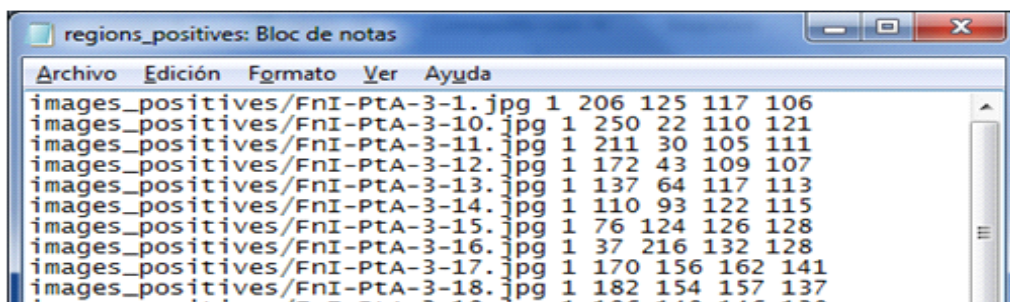 regions_positives: Bloc de notas
Archivo Edición Formato Ver Ayuda
images_positives/FnI-PtA-3-1.jpg 1 206 125 117 106
images_positives/FnI-PtA-3-10.jpg 1 250 22 110 121
images_positives/FnI-PtA-3-11.jpg 1 211 30 105 111
images_positives/FnI-PtA-3-12.jpg 1 172 43 109 107
images_positives/FnI-PtA-3-13.jpg 1 137 64 117 113
images_positives/FnI-PtA-3-14.jpg 1 110 93 122 115
images_positives/FnI-PtA-3-15.jpg 1 76 124 126 128
images_positives/FnI-PtA-3-16.jpg 1 37 216 132 128
images_positives/FnI-PtA-3-17.jpg 1 170 156 162 141
images_positives/FnI-PtA-3-18.jpg 1 182 154 157 137